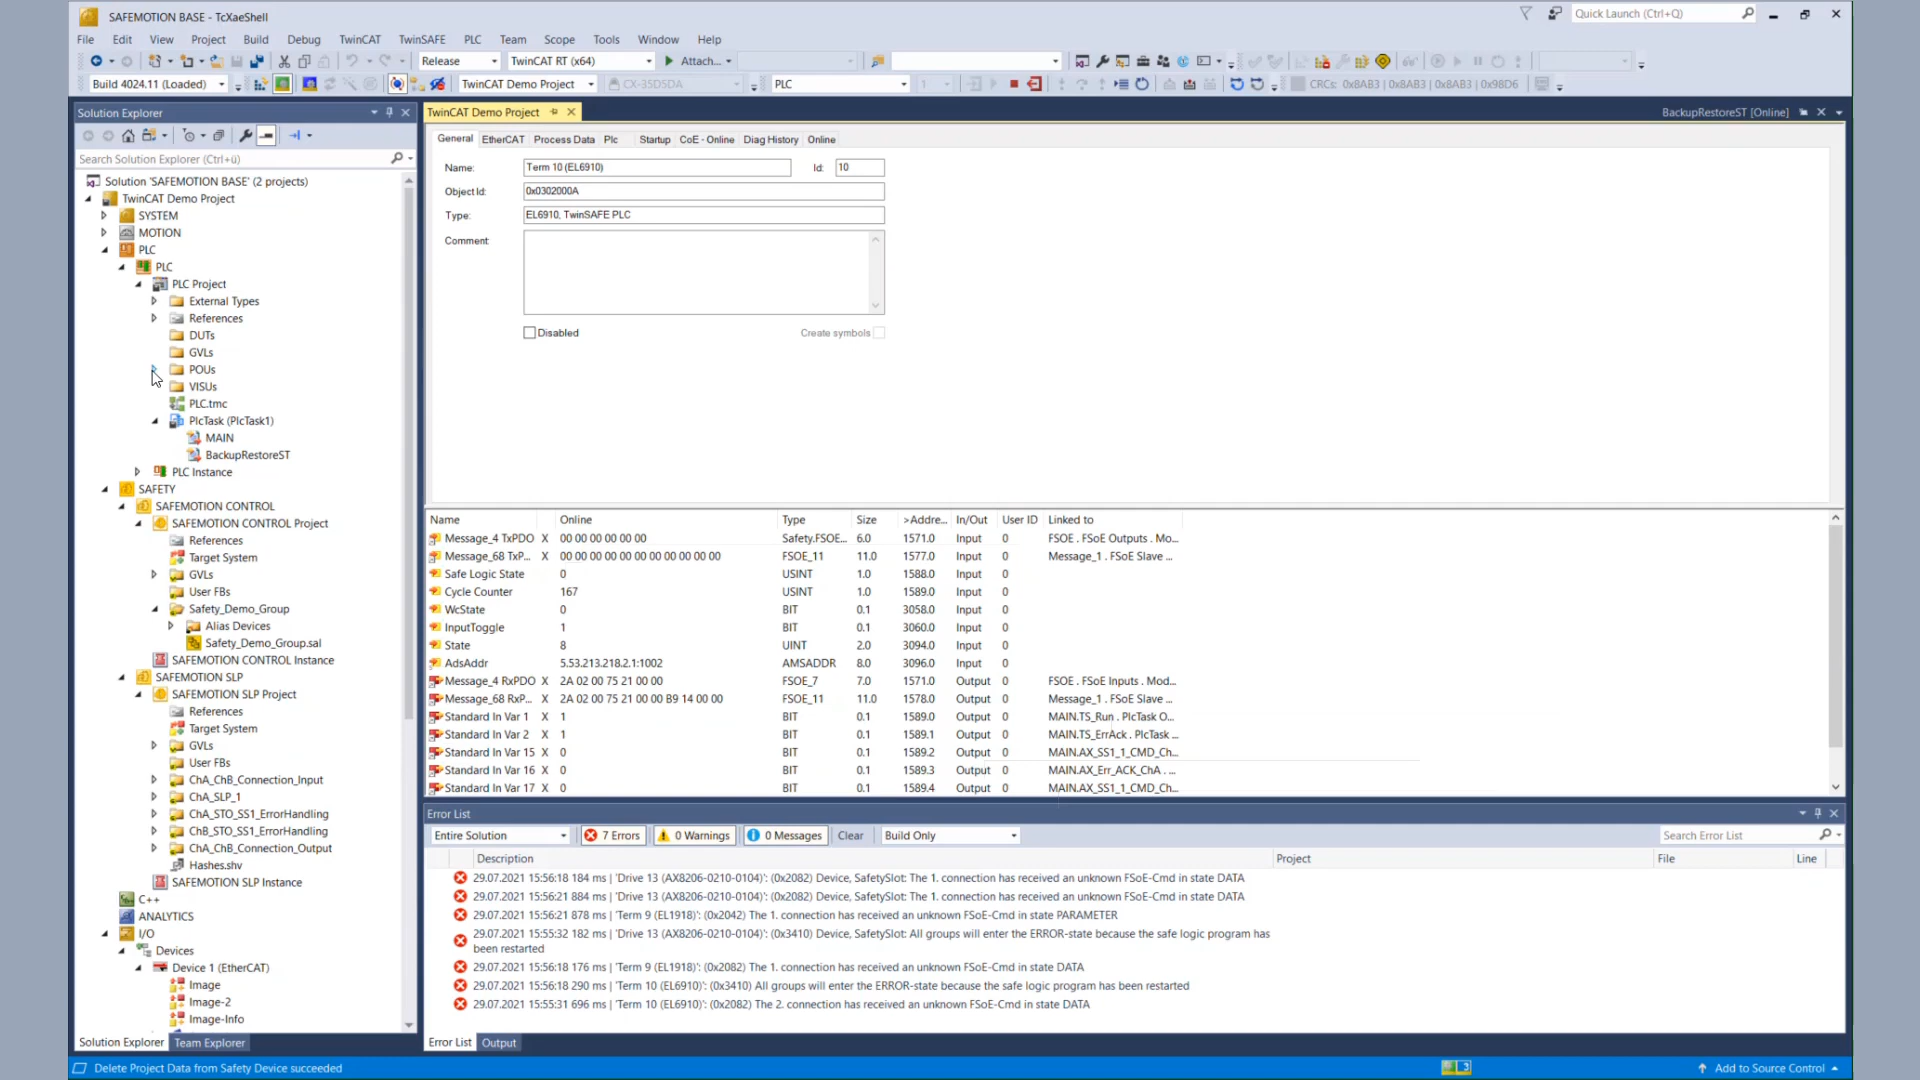 SAFEMOTION BASE - TcXaeShell
Quick Launch (Ctrl+Q)
File Edit View Project Build Debug TwinCAT TwinSAFE PLC Team Scope Tools Window Help
Release TwinCAT RT (x64) Attach...
Build 4024.11 (Loaded) TwinCAT Demo Project CX-35D5DA PLC 1 CRCs: 0x8AB3 | 0x8AB3 | 0x8AB3 | 0x98D6
Solution Explorer
Search Solution Explorer (Ctrl+ü)
Solution 'SAFEMOTION BASE' (2 projects)
TwinCAT Demo Project
SYSTEM
MOTION
PLC
PLC
PLC Project
External Types
References
DUTs
GVLs
POUs
VISUs
PLC.tmc
PlcTask (PlcTask1)
MAIN
BackupRestoreST
PLC Instance
SAFETY
SAFEMOTION CONTROL
SAFEMOTION CONTROL Project
References
Target System
GVLs
User FBs
Safety_Demo_Group
Alias Devices
Safety_Demo_Group.sal
SAFEMOTION CONTROL Instance
SAFEMOTION SLP
SAFEMOTION SLP Project
References
Target System
GVLs
User FBs
ChA_ChB_Connection_Input
ChA_SLP_1
ChA_STO_SS1_ErrorHandling
ChB_STO_SS1_ErrorHandling
ChA_ChB_Connection_Output
Hashes.shv
SAFEMOTION SLP Instance
C++
ANALYTICS
I/O
Devices
Device 1 (EtherCAT)
Image
Image-2
Image-Info
Solution Explorer Team Explorer
TwinCAT Demo Project
BackupRestoreST [Online]
General EtherCAT Process Data Plc Startup CoE - Online Diag History Online
Name: Term 10 (EL6910) Id: 10
Object Id: 0x0302000A
Type: EL6910, TwinSAFE PLC
Comment:
Disabled Create symbols
Name Online Type Size >Addre... In/Out User ID Linked to
Message_4 TxPDO X 00 00 00 00 00 00 Safety.FSOE... 6.0 1571.0 Input 0 FSOE . FSoE Outputs . Mo...
Message_68 TxP... X 00 00 00 00 00 00 00 00 00 00 00 FSOE_11 11.0 1577.0 Input 0 Message_1 . FSoE Slave ...
Safe Logic State 0 USINT 1.0 1588.0 Input 0
Cycle Counter 167 USINT 1.0 1589.0 Input 0
WcState 0 BIT 0.1 3058.0 Input 0
InputToggle 1 BIT 0.1 3060.0 Input 0
State 8 UINT 2.0 3094.0 Input 0
AdsAddr 5.53.213.218.2.1:1002 AMSADDR 8.0 3096.0 Input 0
Message_4 RxPDO X 2A 02 00 75 21 00 00 FSOE_7 7.0 1571.0 Output 0 FSOE . FSoE Inputs . Mod...
Message_68 RxP... X 2A 02 00 75 21 00 00 B9 14 00 00 FSOE_11 11.0 1578.0 Output 0 Message_1 . FSoE Slave ...
Standard In Var 1 X 1 BIT 0.1 1589.0 Output 0 MAIN.TS_Run . PlcTask O...
Standard In Var 2 X 1 BIT 0.1 1589.1 Output 0 MAIN.TS_ErrAck . PlcTask ...
Standard In Var 15 X 0 BIT 0.1 1589.2 Output 0 MAIN.AX_SS1_1_CMD_Ch...
Standard In Var 16 X 0 BIT 0.1 1589.3 Output 0 MAIN.AX_Err_ACK_ChA . ...
Standard In Var 17 X 0 BIT 0.1 1589.4 Output 0 MAIN.AX_SS1_1_CMD_Ch...
Error List
Entire Solution 7 Errors 0 Warnings 0 Messages Clear Build Only Search Error List
Description Project File Line
29.07.2021 15:56:18 184 ms | 'Drive 13 (AX8206-0210-0104)': (0x2082) Device, SafetySlot: The 1. connection has received an unknown FSoE-Cmd in state DATA
29.07.2021 15:56:21 884 ms | 'Drive 13 (AX8206-0210-0104)': (0x2082) Device, SafetySlot: The 1. connection has received an unknown FSoE-Cmd in state DATA
29.07.2021 15:56:21 878 ms | 'Term 9 (EL1918)': (0x2042) The 1. connection has received an unknown FSoE-Cmd in state PARAMETER
29.07.2021 15:55:32 182 ms | 'Drive 13 (AX8206-0210-0104)': (0x3410) Device, SafetySlot: All groups will enter the ERROR-state because the safe logic program has
been restarted
29.07.2021 15:56:18 176 ms | 'Term 9 (EL1918)': (0x2082) The 1. connection has received an unknown FSoE-Cmd in state DATA
29.07.2021 15:56:18 290 ms | 'Term 10 (EL6910)': (0x3410) All groups will enter the ERROR-state because the safe logic program has been restarted
29.07.2021 15:55:31 696 ms | 'Term 10 (EL6910)': (0x2082) The 2. connection has received an unknown FSoE-Cmd in state DATA
Error List Output
Delete Project Data from Safety Device succeeded
3
Add to Source Control